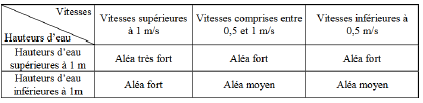 Vitesses
Hauteurs d'eau
Vitesses supérieures
à 1 m/s
Vitesses comprises entre
0,5 et 1 m/s
Vitesses inférieures à
0,5 m/s
Hauteurs d'eau
supérieures à 1 m
Aléa très fort
Aléa fort
Aléa fort
Hauteurs d'eau
inférieures à 1m
Aléa fort
Aléa moyen
Aléa moyen